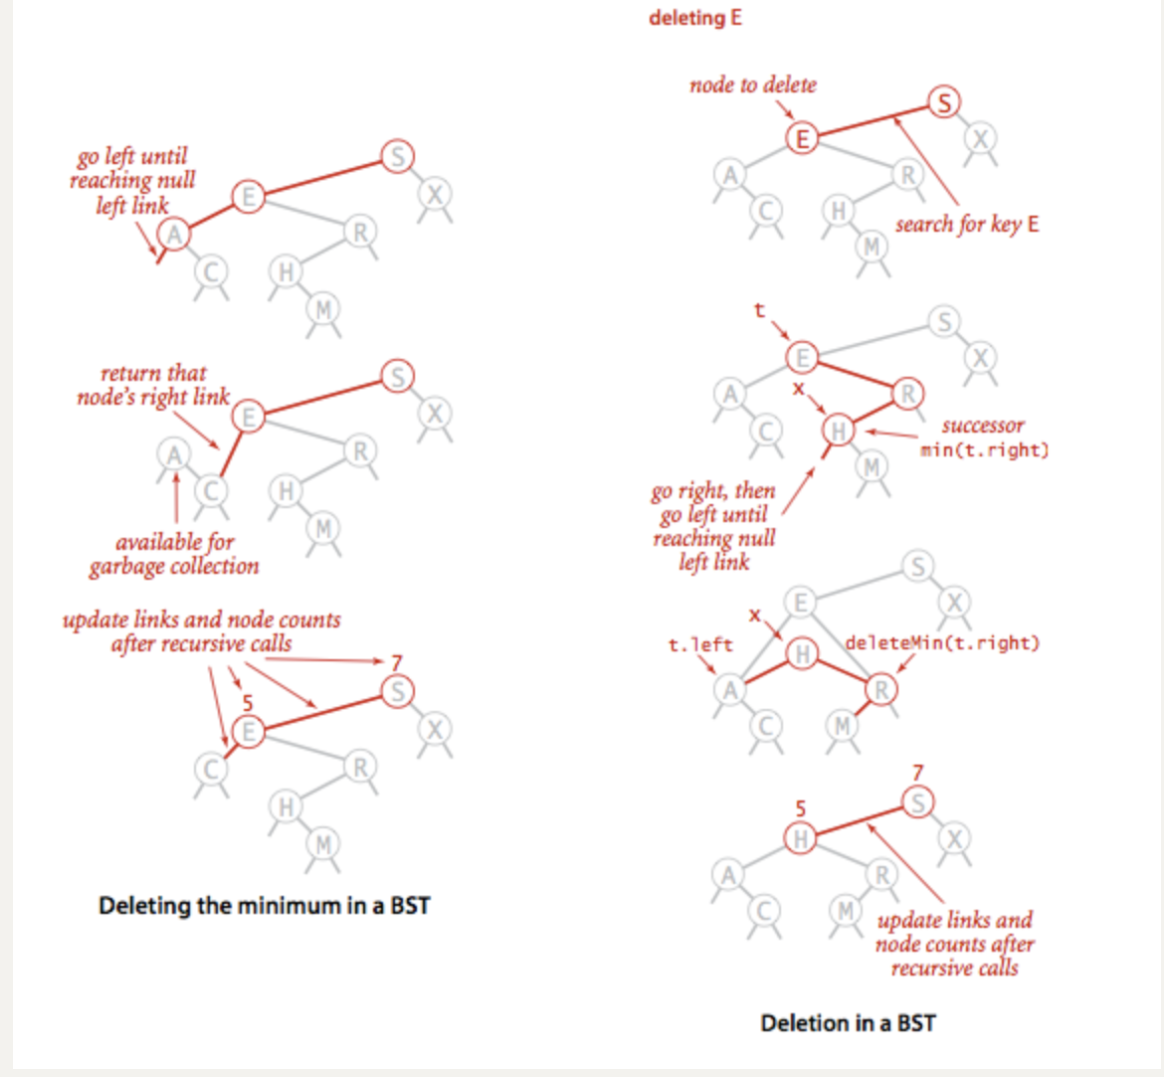 go left until
reaching null
left link
S
E
X
A
R
C
H
M
return that
node's right link
S
E
X
A
R
C
H
M
available for
garbage collection
update links and node counts
after recursive calls
7
5
S
E
X
C
R
H
M
Deleting the minimum in a BST
deleting E
node to delete
S
E
X
A
R
C
H
search for key E
M
t
S
E
X
x
A
R
C
H
successor
min(t.right)
M
go right, then
go left until
reaching null
left link
S
E
X
x
t.left
H
deleteMin(t.right)
A
R
C
M
7
5
S
H
X
A
R
C
M
update links and
node counts after
recursive calls
Deletion in a BST